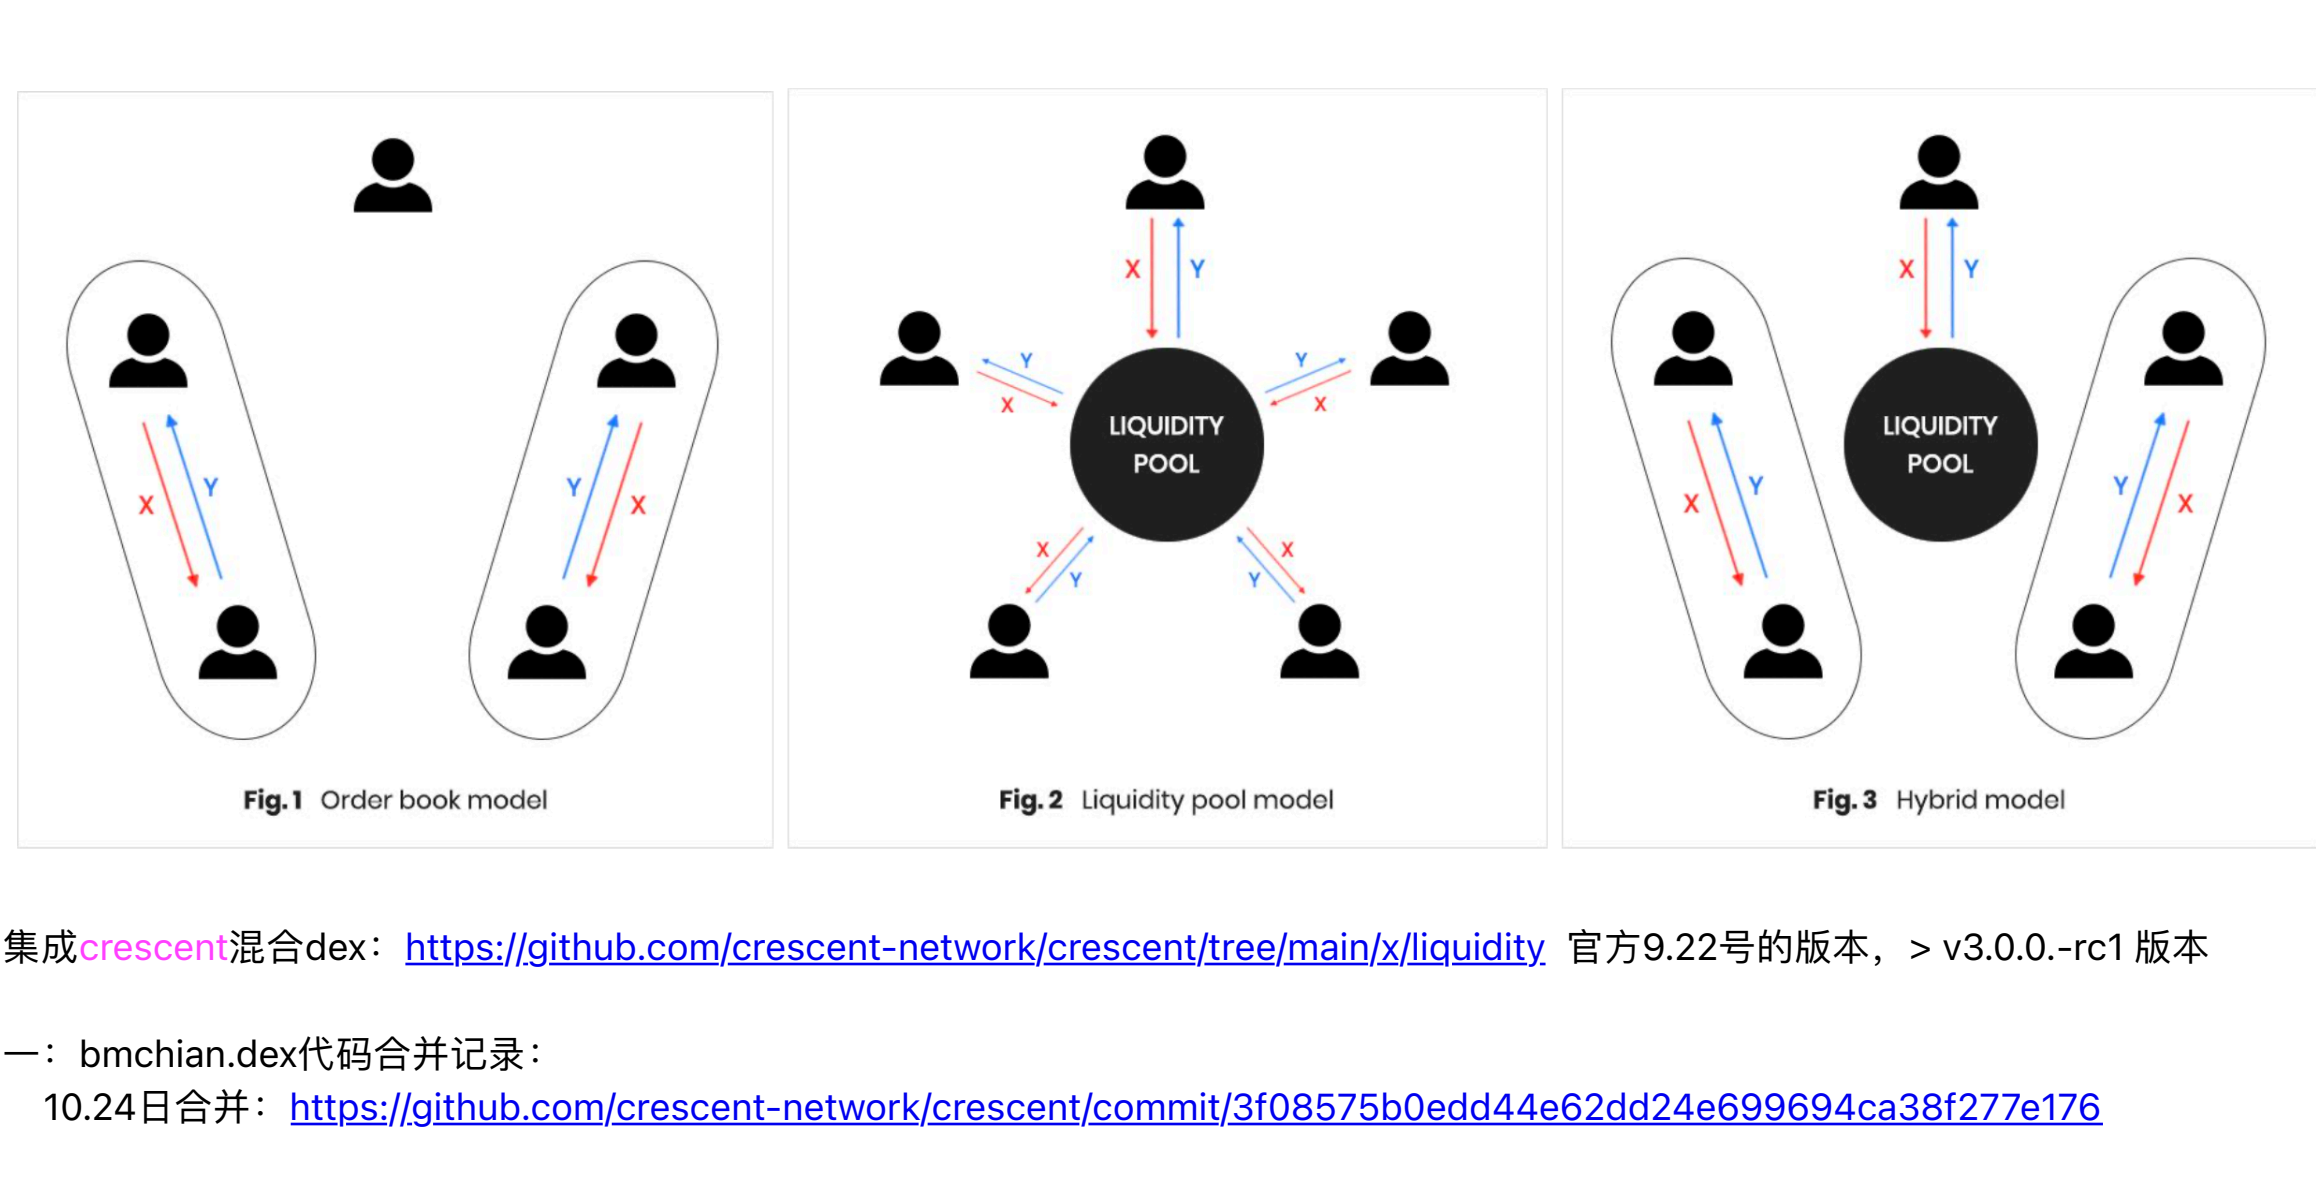 X Y
Y X
Fig. 1 Order book model
X Y
Y X
Y X
LIQUIDITY
POOL
X Y
X Y
Fig. 2 Liquidity pool model
X Y
LIQUIDITY
POOL
X Y
Y X
Fig. 3 Hybrid model
集成crescent混合dex：https://github.com/crescent-network/crescent/tree/main/x/liquidity 官方9.22号的版本，> v3.0.0.-rc1 版本
一：bmchian.dex代码合并记录：
10.24日合并：https://github.com/crescent-network/crescent/commit/3f08575b0edd44e62dd24e699694ca38f277e176